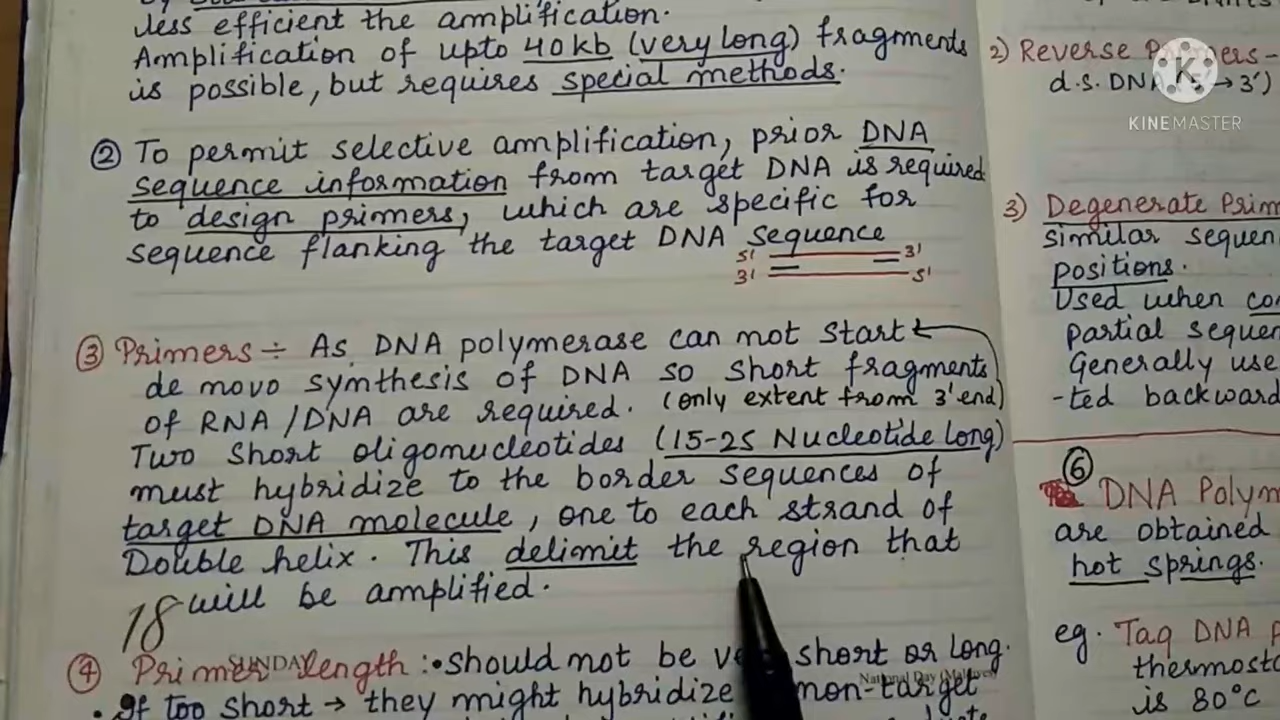 less efficient the amplification.
Amplification of upto 40kb (very long) fragments
is possible, but requires special methods.
② To permit selective amplification, prior DNA
sequence information from target DNA is required
to design primers, which are specific for
sequence flanking the target DNA sequence
5' 3'
3' 5'
③ Primers ÷ As DNA polymerase can not start
de movo synthesis of DNA so short fragments
of RNA/DNA are required. (only extent from 3' end)
Two short oligonucleotides (15-25 Nucleotide long)
must hybridize to the border sequences of
target DNA molecule, one to each strand of
Double helix. This delimit the region that
will be amplified.
18
SUNDAY
④ Primer length : • should not be short or long.
National Day
• If too short → they might hybridize non-target
2) Reverse
d.s. DNA → 3')
KINEMASTER
3) Degenerate Prim
similar sequen
positions.
Used when co
partial sequen
Generally use
-ted backward
⑥
DNA Polym
are obtained
hot springs.
eg. Taq DNA p
thermosta
is 80°C